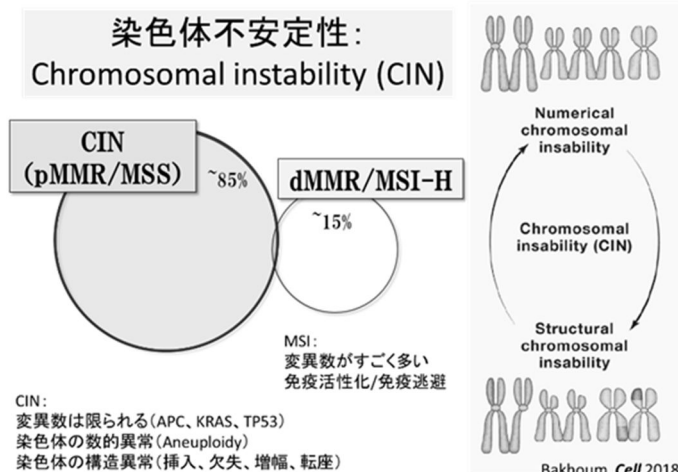 染色体不安定性：
Chromosomal instability (CIN)
CIN
(pMMR/MSS)
~85%
dMMR/MSI-H
~15%
MSI：
変異数がすごく多い
免疫活性化/免疫逃避
CIN：
変異数は限られる（APC、KRAS、TP53）
染色体の数的異常（Aneuploidy）
染色体の構造異常（挿入、欠失、増幅、転座）
Numerical
chromosomal
insability
Chromosomal
insability (CIN)
Structural
chromosomal
insability
Bakhoum, Cell 2018